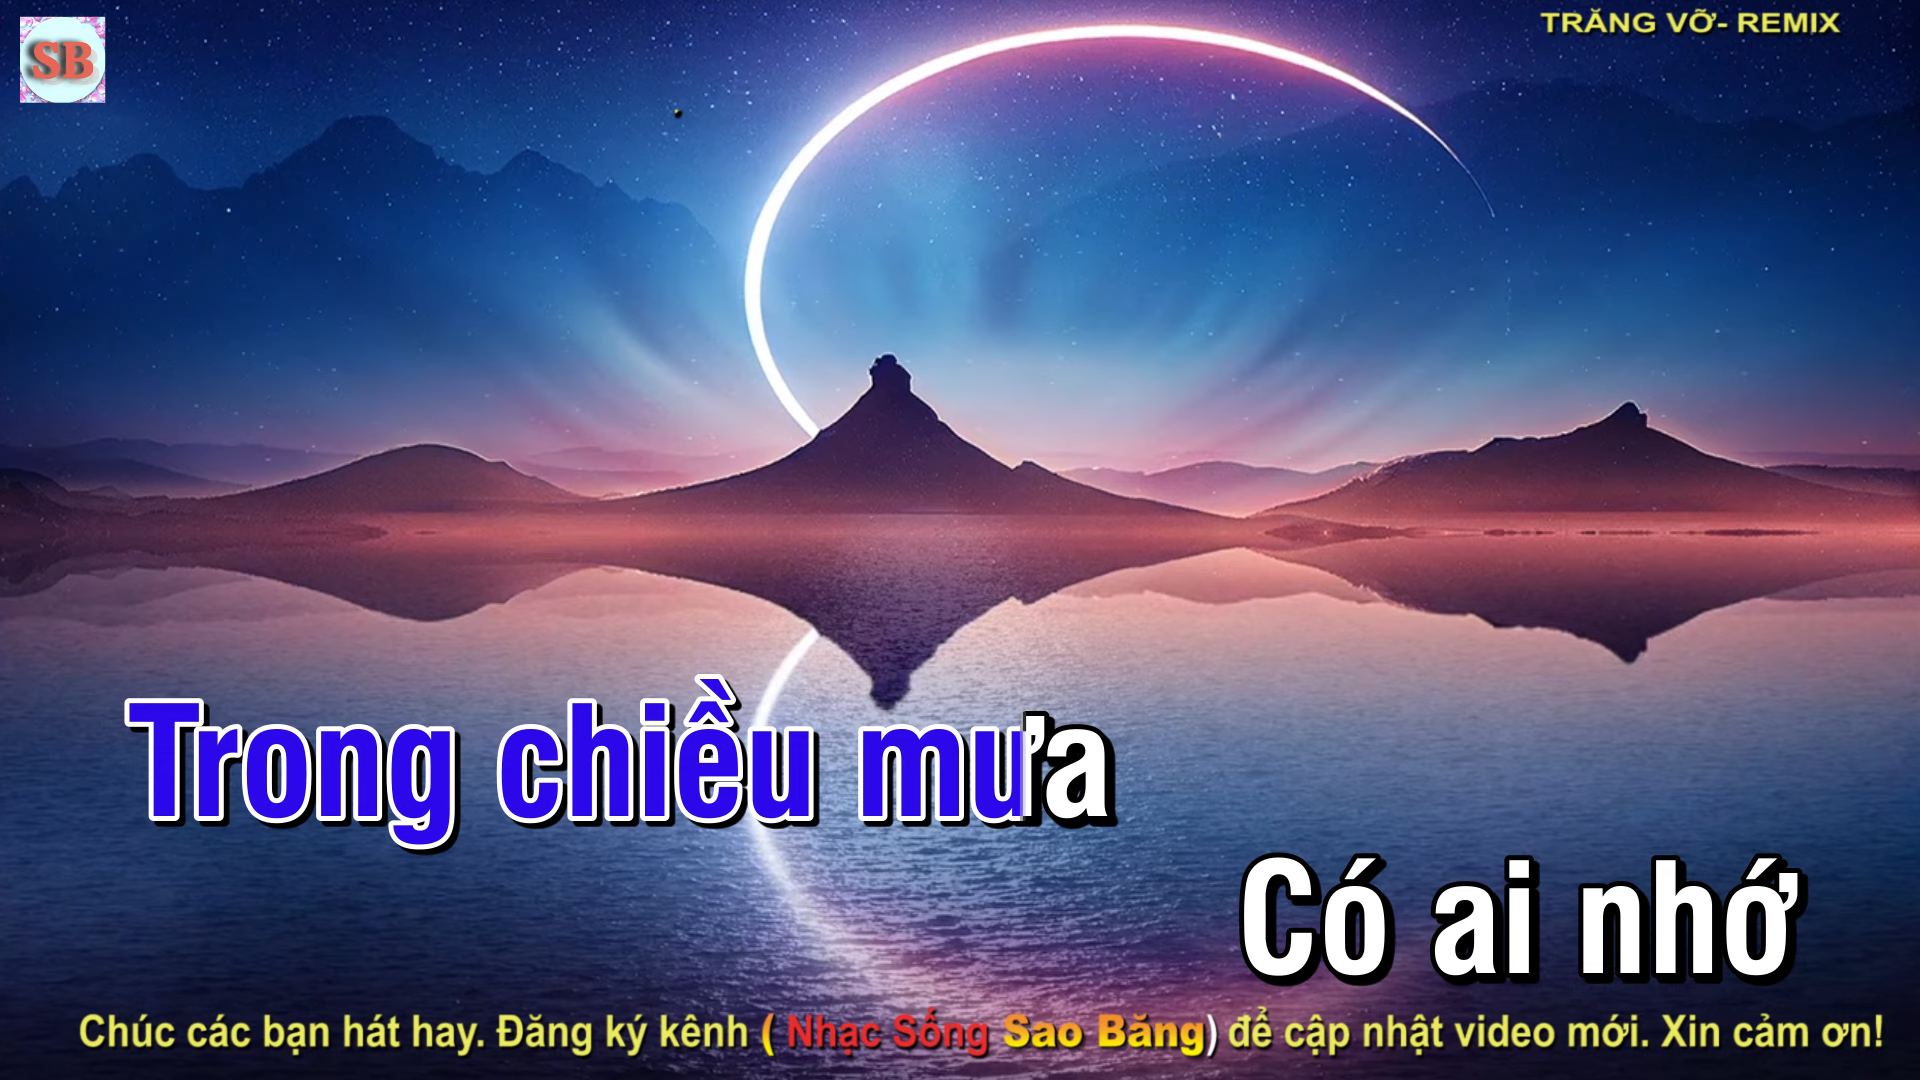 SB
TRĂNG VỠ- REMIX
Trong chiều mưa
Có ai nhớ
Chúc các bạn hát hay. Đăng ký kênh ( Nhạc Sống Sao Băng) để cập nhật video mới. Xin cảm ơn!